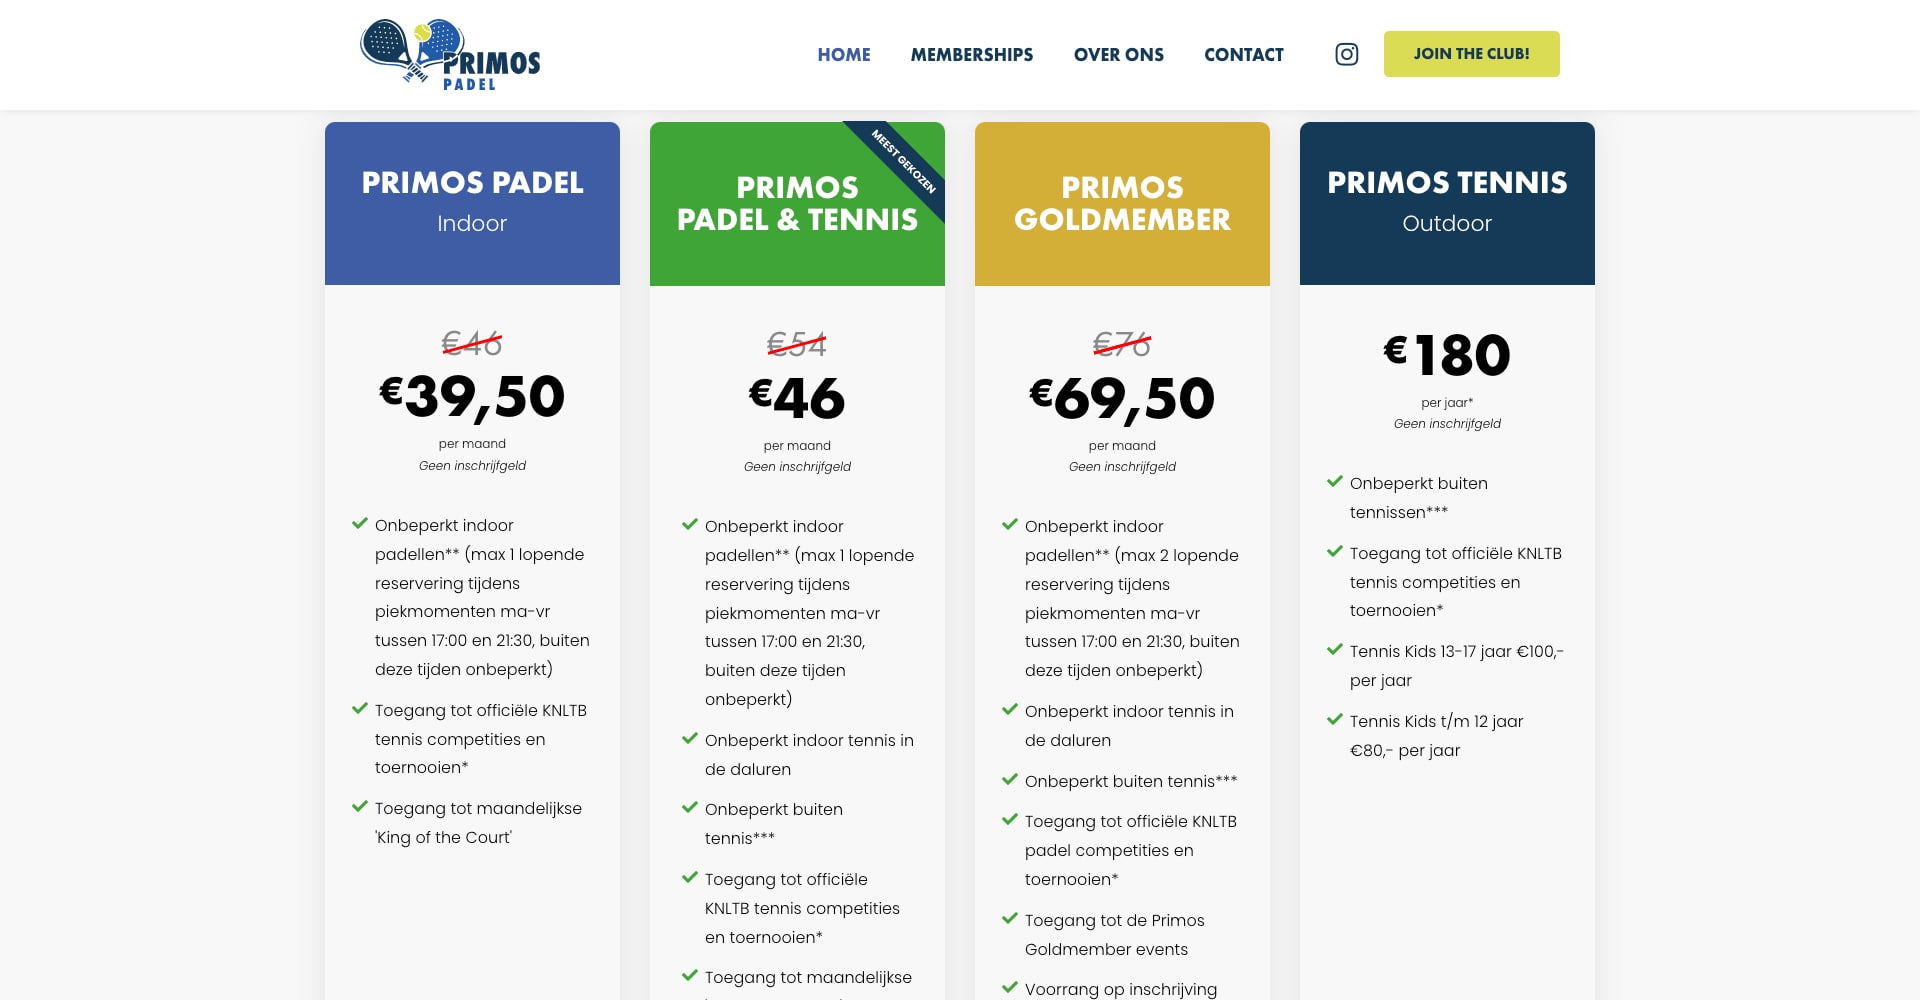 PRIMOS
PADEL
HOME
MEMBERSHIPS
OVER ONS
CONTACT
JOIN THE CLUB!
PRIMOS PADEL
Indoor
€46
€39,50
per maand
Geen inschrijfgeld
Onbeperkt indoor
padellen** (max 1 lopende
reservering tijdens
piekmomenten ma-vr
tussen 17:00 en 21:30, buiten
deze tijden onbeperkt)
Toegang tot officiële KNLTB
tennis competities en
toernooien*
Toegang tot maandelijkse
'King of the Court'
MEEST GEKOZEN
PRIMOS
PADEL & TENNIS
€54
€46
per maand
Geen inschrijfgeld
Onbeperkt indoor
padellen** (max 1 lopende
reservering tijdens
piekmomenten ma-vr
tussen 17:00 en 21:30,
buiten deze tijden
onbeperkt)
Onbeperkt indoor tennis in
de daluren
Onbeperkt buiten
tennis***
Toegang tot officiële
KNLTB tennis competities
en toernooien*
Toegang tot maandelijkse
PRIMOS
GOLDMEMBER
€76
€69,50
per maand
Geen inschrijfgeld
Onbeperkt indoor
padellen** (max 2 lopende
reservering tijdens
piekmomenten ma-vr
tussen 17:00 en 21:30, buiten
deze tijden onbeperkt)
Onbeperkt indoor tennis in
de daluren
Onbeperkt buiten tennis***
Toegang tot officiële KNLTB
padel competities en
toernooien*
Toegang tot de Primos
Goldmember events
Voorrang op inschrijving
PRIMOS TENNIS
Outdoor
€180
per jaar*
Geen inschrijfgeld
Onbeperkt buiten
tennissen***
Toegang tot officiële KNLTB
tennis competities en
toernooien*
Tennis Kids 13-17 jaar €100,-
per jaar
Tennis Kids t/m 12 jaar
€80,- per jaar